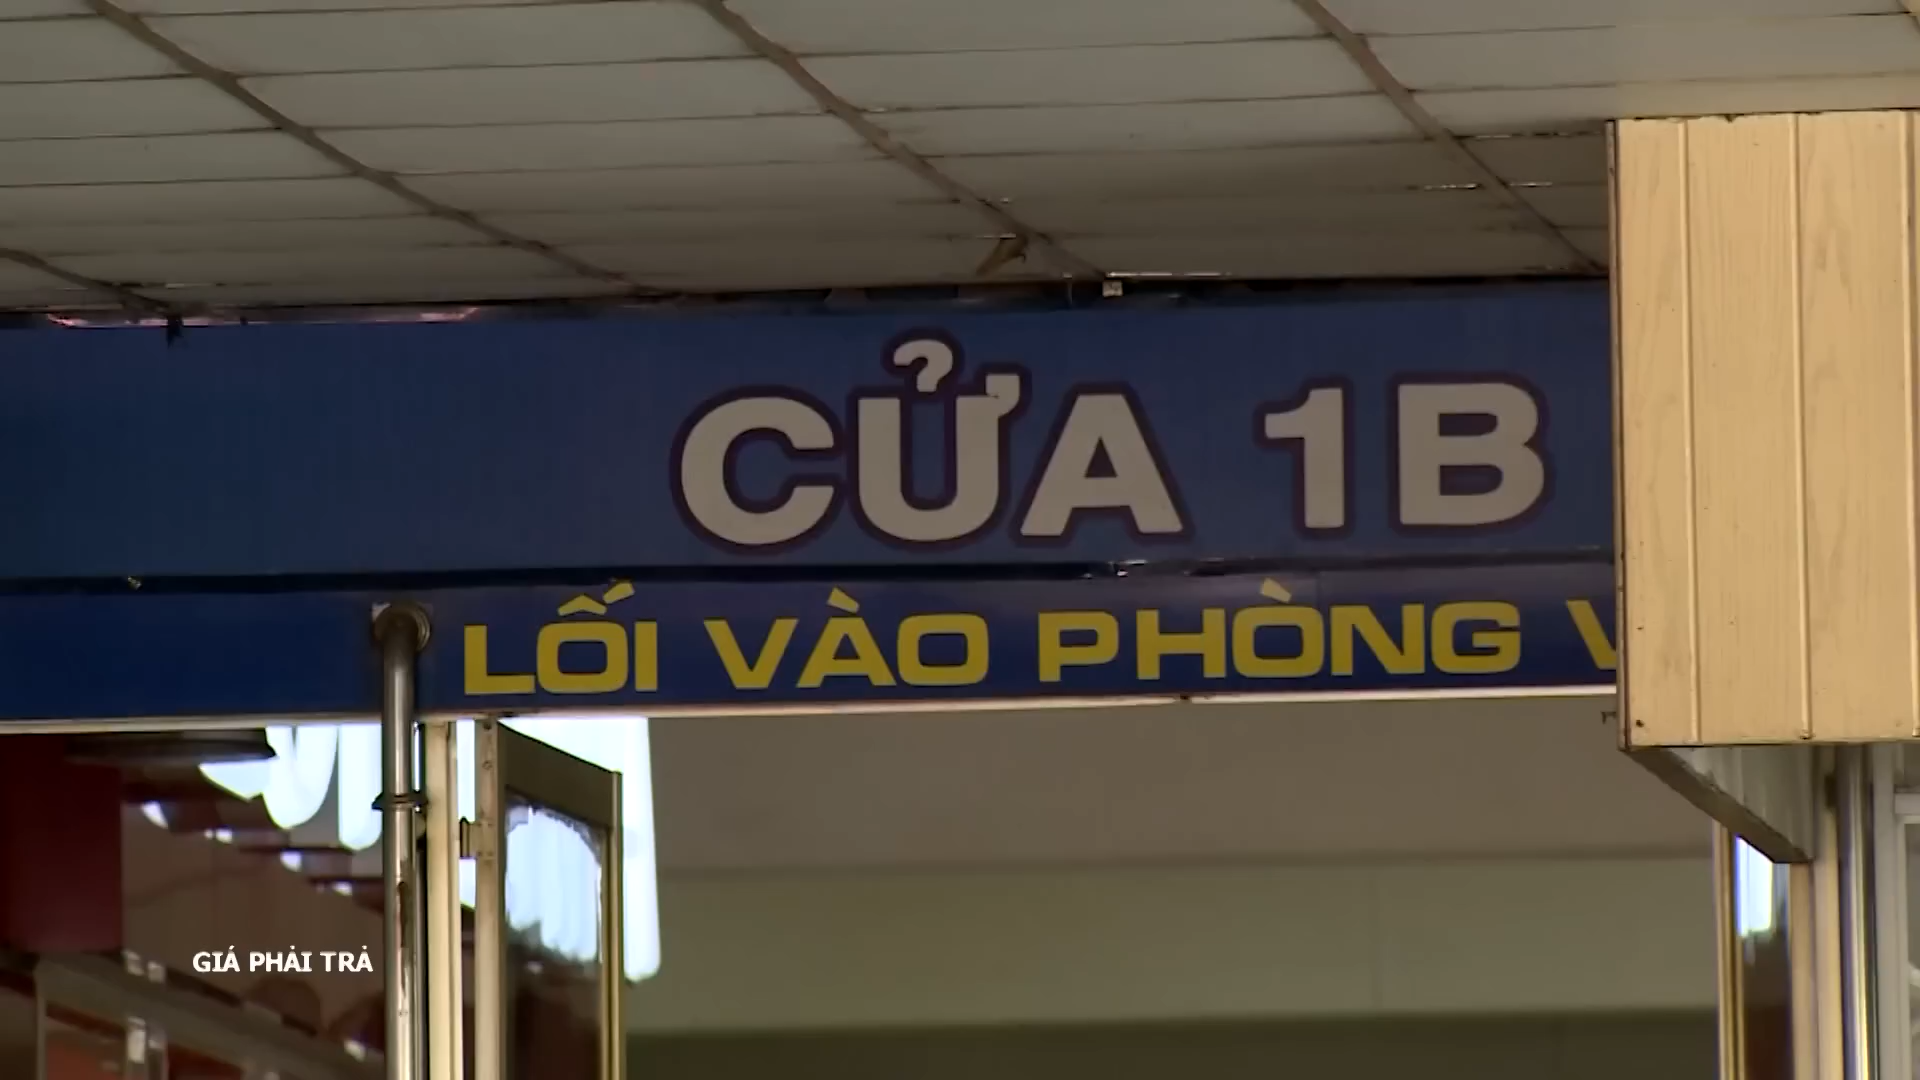 CỬA 1B
LỐI VÀO PHÒNG
GIÁ PHẢI TRẢ